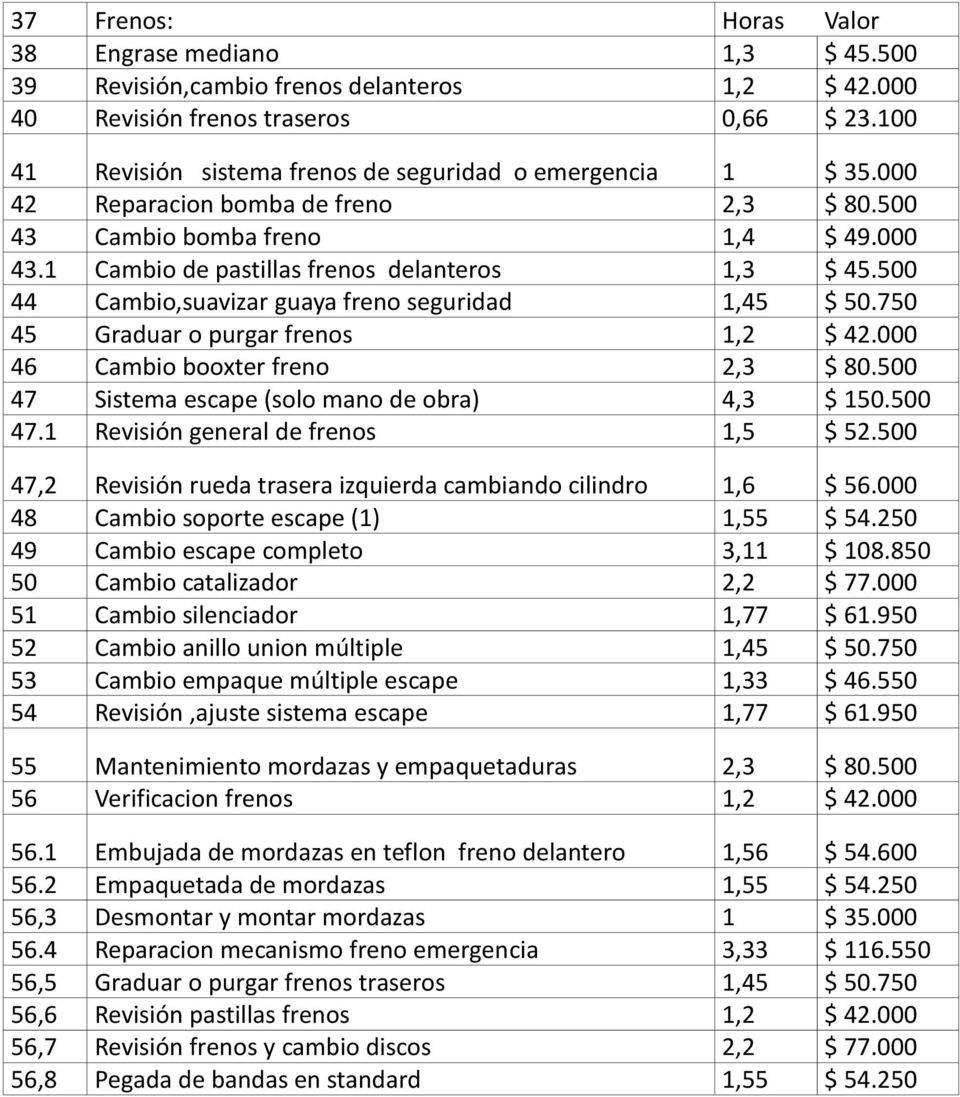 37 Frenos: Horas Valor
38 Engrase mediano 1,3 $ 45.500
39 Revisión,cambio frenos delanteros 1,2 $ 42.000
40 Revisión frenos traseros 0,66 $ 23.100
41 Revisión sistema frenos de seguridad o emergencia 1 $ 35.000
42 Reparacion bomba de freno 2,3 $ 80.500
43 Cambio bomba freno 1,4 $ 49.000
43.1 Cambio de pastillas frenos delanteros 1,3 $ 45.500
44 Cambio,suavizar guaya freno seguridad 1,45 $ 50.750
45 Graduar o purgar frenos 1,2 $ 42.000
46 Cambio booxter freno 2,3 $ 80.500
47 Sistema escape (solo mano de obra) 4,3 $ 150.500
47.1 Revisión general de frenos 1,5 $ 52.500
47,2 Revisión rueda trasera izquierda cambiando cilindro 1,6 $ 56.000
48 Cambio soporte escape (1) 1,55 $ 54.250
49 Cambio escape completo 3,11 $ 108.850
50 Cambio catalizador 2,2 $ 77.000
51 Cambio silenciador 1,77 $ 61.950
52 Cambio anillo union múltiple 1,45 $ 50.750
53 Cambio empaque múltiple escape 1,33 $ 46.550
54 Revisión ,ajuste sistema escape 1,77 $ 61.950
55 Mantenimiento mordazas y empaquetaduras 2,3 $ 80.500
56 Verificacion frenos 1,2 $ 42.000
56.1 Embujada de mordazas en teflon freno delantero 1,56 $ 54.600
56.2 Empaquetada de mordazas 1,55 $ 54.250
56,3 Desmontar y montar mordazas 1 $ 35.000
56.4 Reparacion mecanismo freno emergencia 3,33 $ 116.550
56,5 Graduar o purgar frenos traseros 1,45 $ 50.750
56,6 Revisión pastillas frenos 1,2 $ 42.000
56,7 Revisión frenos y cambio discos 2,2 $ 77.000
56,8 Pegada de bandas en standard 1,55 $ 54.250